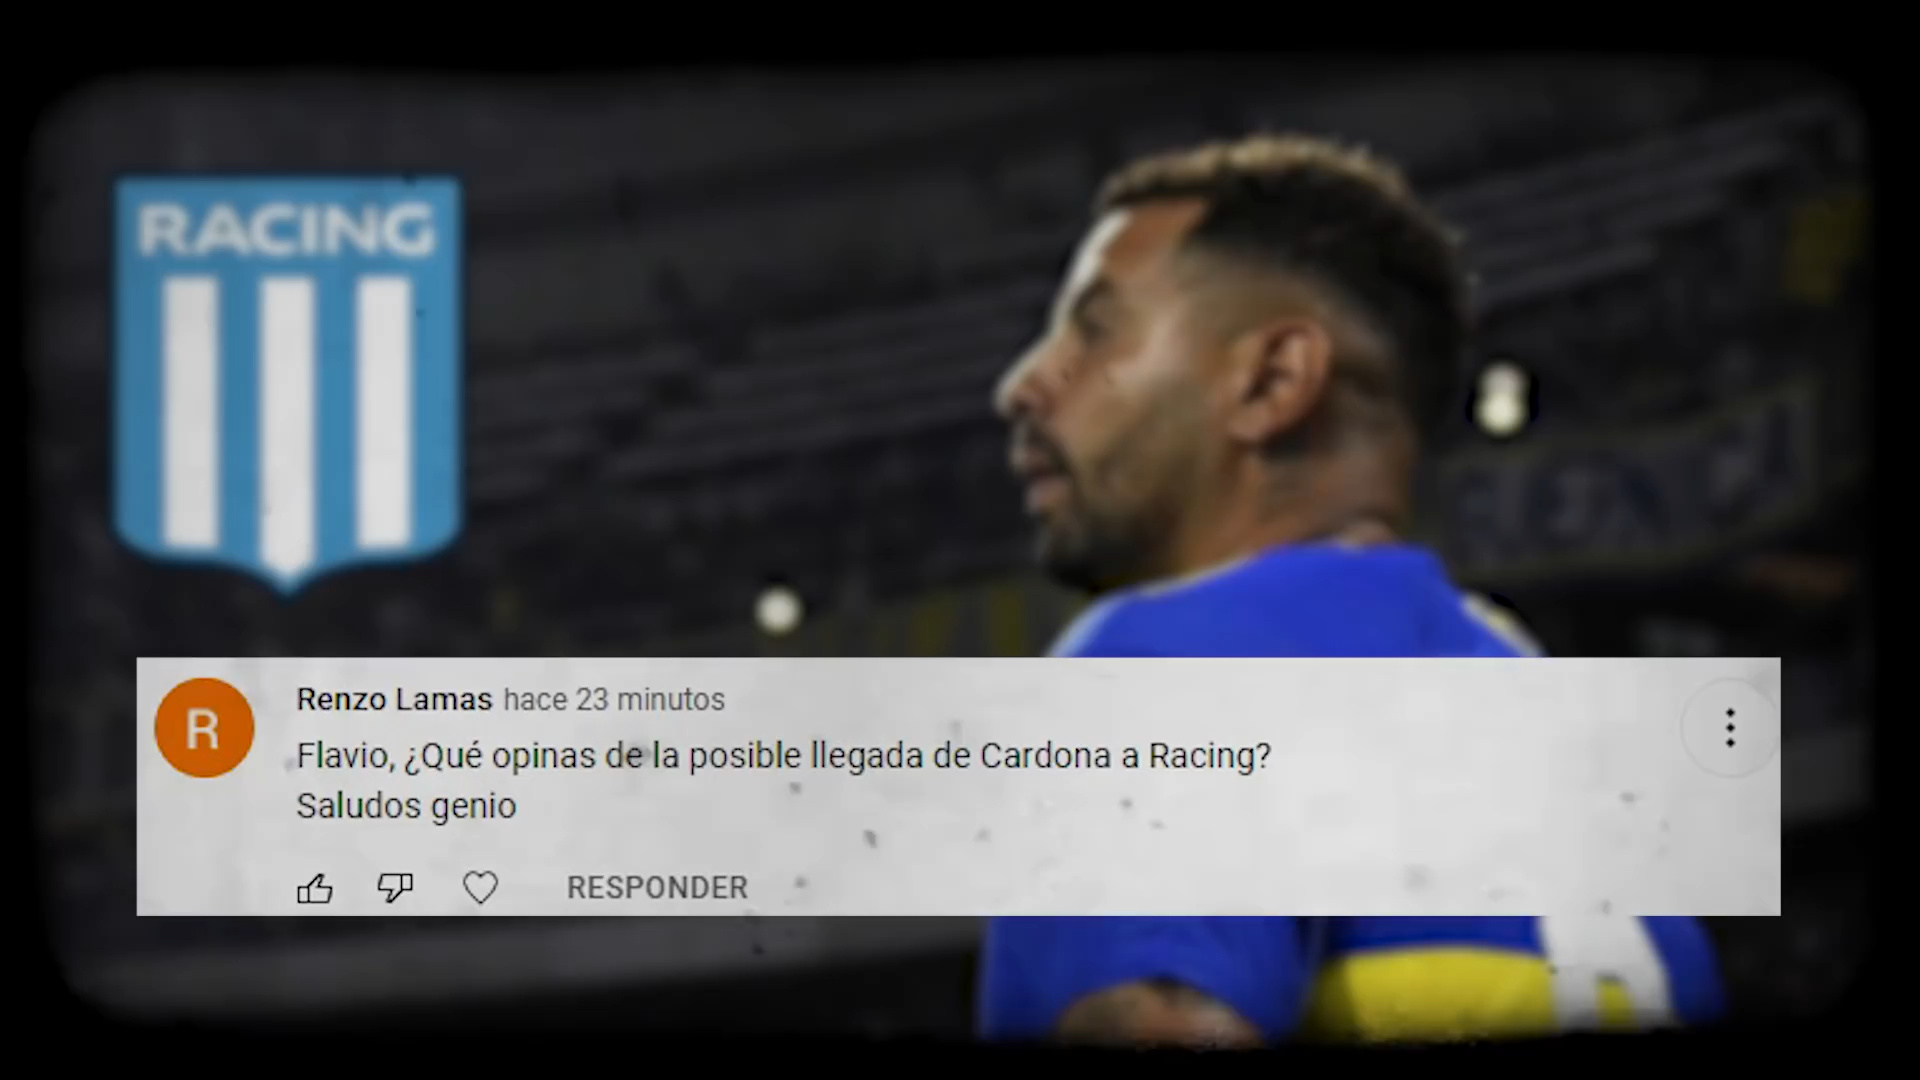 RACING
R
Renzo Lamas hace 23 minutos
Flavio, ¿Qué opinas de la posible llegada de Cardona a Racing?
Saludos genio
RESPONDER